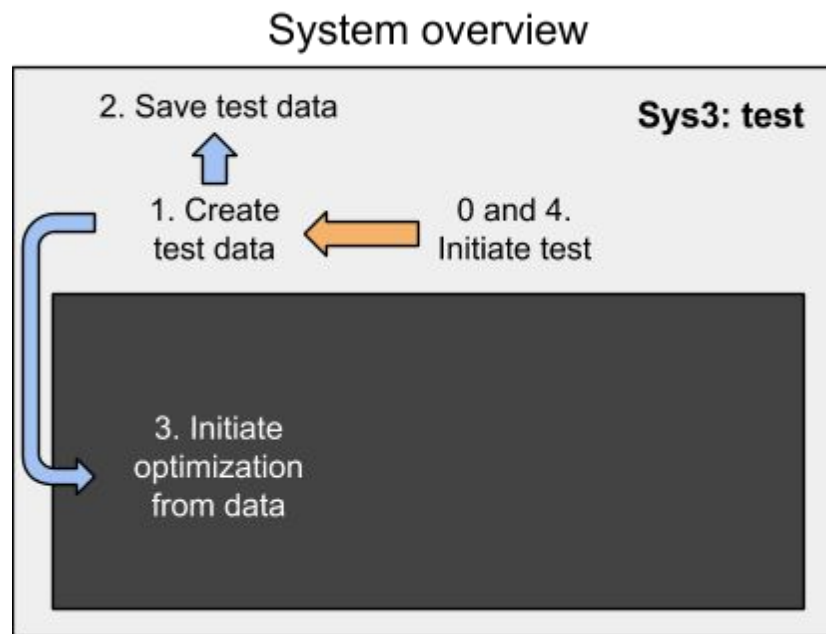 System overview
2. Save test data
Sys3: test
1. Create
test data
0 and 4.
Initiate test
3. Initiate
optimization
from data